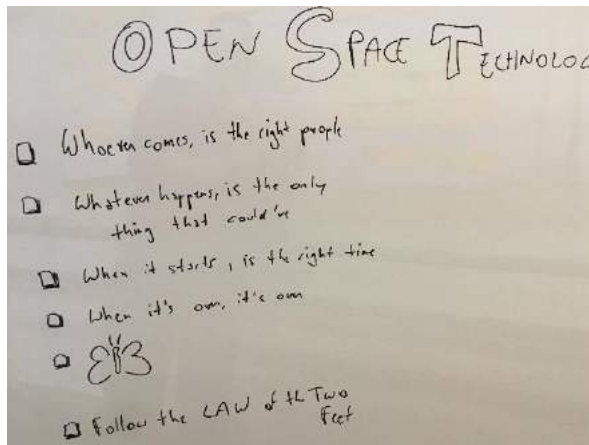 OPEN SPACE TECHNOLOG
Whoever comes, is the right people
Whatever happens, is the only
thing that could've
When it starts, is the right time
When it's over, it's over
Follow the LAW of the Two
Feet